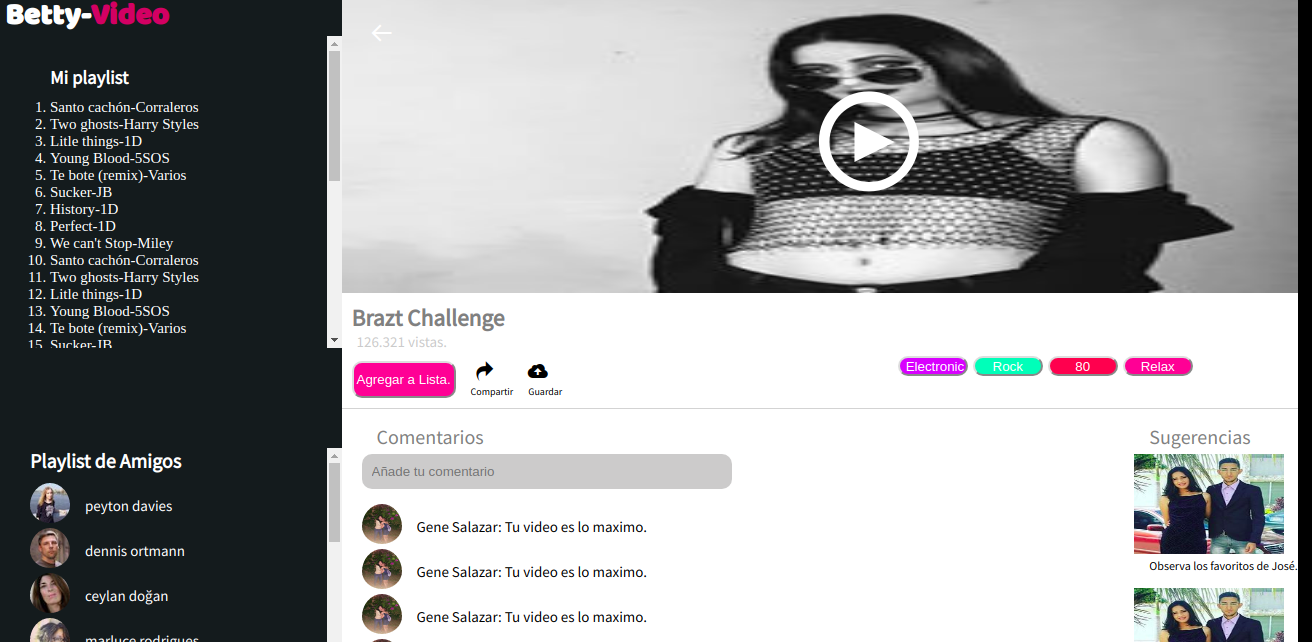 Betty-Video
Mi playlist
1. Santo cachón-Corraleros
2. Two ghosts-Harry Styles
3. Litle things-1D
4. Young Blood-5SOS
5. Te bote (remix)-Varios
6. Sucker-JB
7. History-1D
8. Perfect-1D
9. We can't Stop-Miley
10. Santo cachón-Corraleros
11. Two ghosts-Harry Styles
12. Litle things-1D
13. Young Blood-5SOS
14. Te bote (remix)-Varios
15. Sucker-JB
Playlist de Amigos
peyton davies
dennis ortmann
ceylan doğan
marluce rodrigues
Brazt Challenge
126.321 vistas.
Agregar a Lista.
Compartir
Guardar
Electronic
Rock
80
Relax
Comentarios
Añade tu comentario
Gene Salazar: Tu video es lo maximo.
Gene Salazar: Tu video es lo maximo.
Gene Salazar: Tu video es lo maximo.
Sugerencias
Observa los favoritos de José.